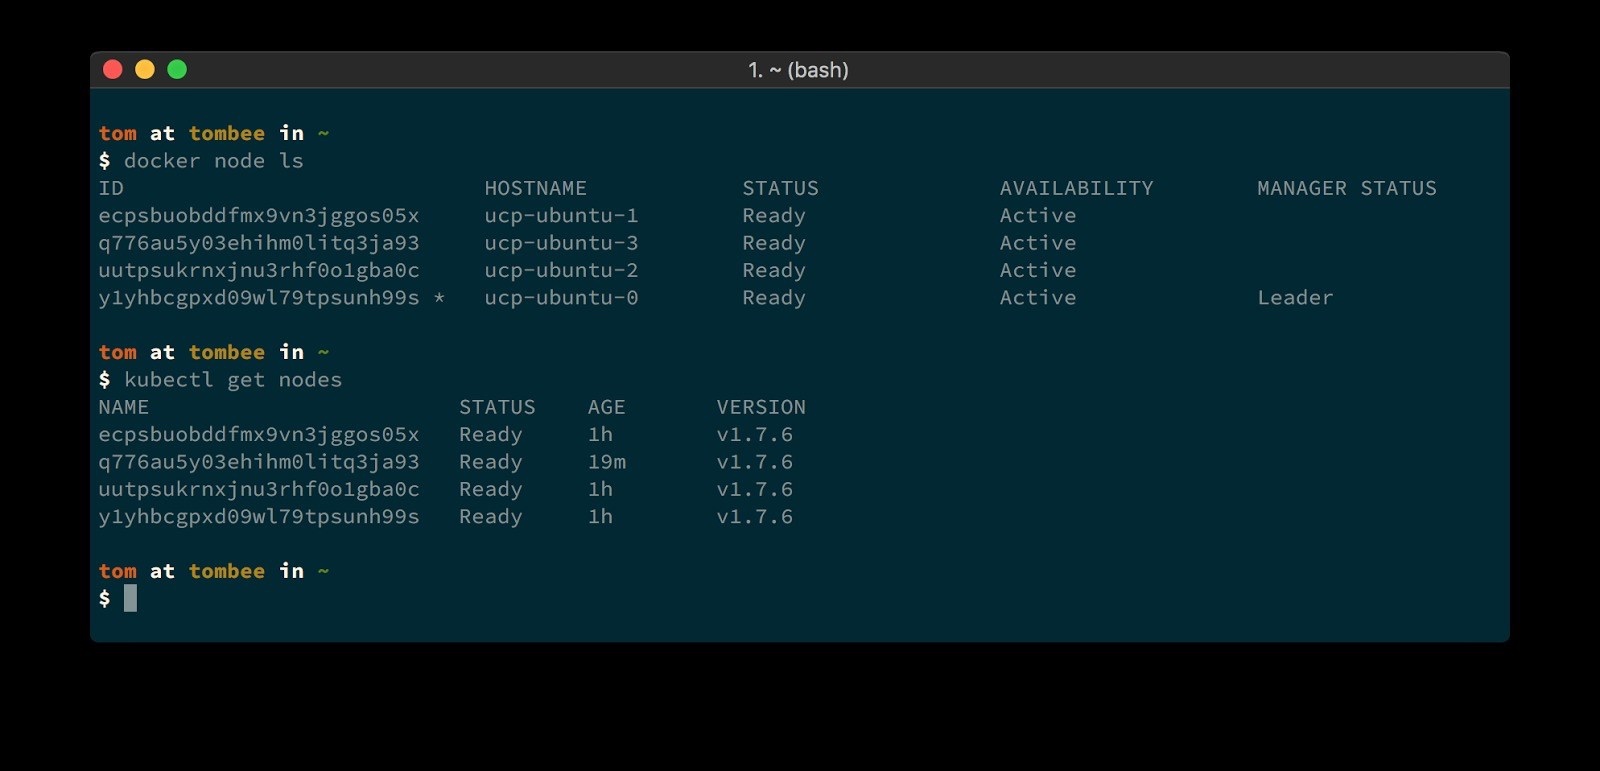 1. ~ (bash)
tom at tombee in ~
$ docker node ls
ID HOSTNAME STATUS AVAILABILITY MANAGER STATUS
ecpsbuobddfmx9vn3jggos05x ucp-ubuntu-1 Ready Active
q776au5y03ehihm0litq3ja93 ucp-ubuntu-3 Ready Active
uutpsukrnxjnu3rhf0o1gba0c ucp-ubuntu-2 Ready Active
y1yhbcgpxd09wl79tpsunh99s * ucp-ubuntu-0 Ready Active Leader
tom at tombee in ~
$ kubectl get nodes
NAME STATUS AGE VERSION
ecpsbuobddfmx9vn3jggos05x Ready 1h v1.7.6
q776au5y03ehihm0litq3ja93 Ready 19m v1.7.6
uutpsukrnxjnu3rhf0o1gba0c Ready 1h v1.7.6
y1yhbcgpxd09wl79tpsunh99s Ready 1h v1.7.6
tom at tombee in ~
$